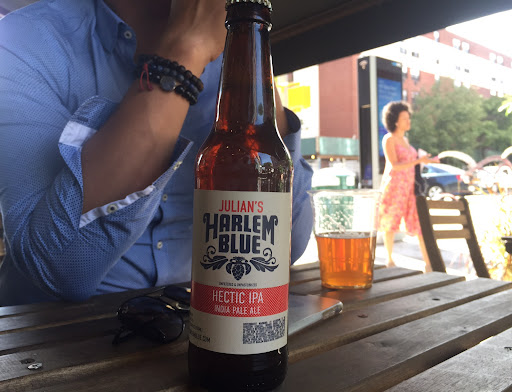 JULIAN'S
HARLEM
BLUE
HECTIC IPA
INDIA PALE ALE